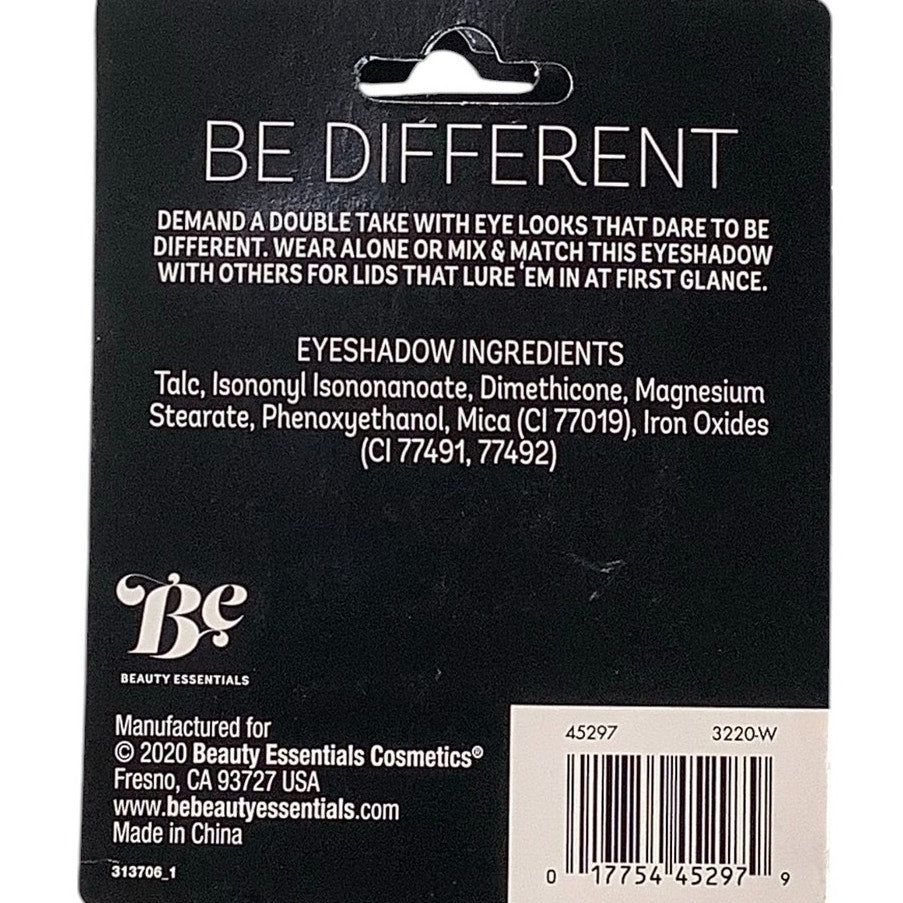 BE DIFFERENT
DEMAND A DOUBLE TAKE WITH EYE LOOKS THAT DARE TO BE
DIFFERENT. WEAR ALONE OR MIX & MATCH THIS EYESHADOW
WITH OTHERS FOR LIDS THAT LURE 'EM IN AT FIRST GLANCE.
EYESHADOW INGREDIENTS
Talc, Isononyl Isononanoate, Dimethicone, Magnesium
Stearate, Phenoxyethanol, Mica (CI 77019), Iron Oxides
(CI 77491, 77492)
Be
BEAUTY ESSENTIALS
Manufactured for
© 2020 Beauty Essentials Cosmetics®
Fresno, CA 93727 USA
www.bebeautyessentials.com
Made in China
313706_1
45297 3220-W
0 17754 45297 9